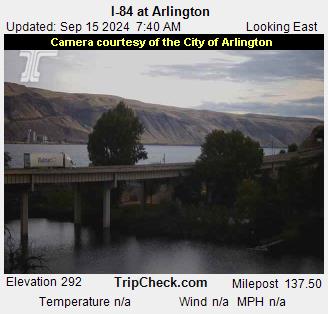 I-84 at Arlington
Updated: Sep 15 2024 7:40 AM Looking East
Camera courtesy of the City of Arlington
Elevation 292 TripCheck.com Milepost 137.50
Temperature n/a Wind n/a MPH n/a